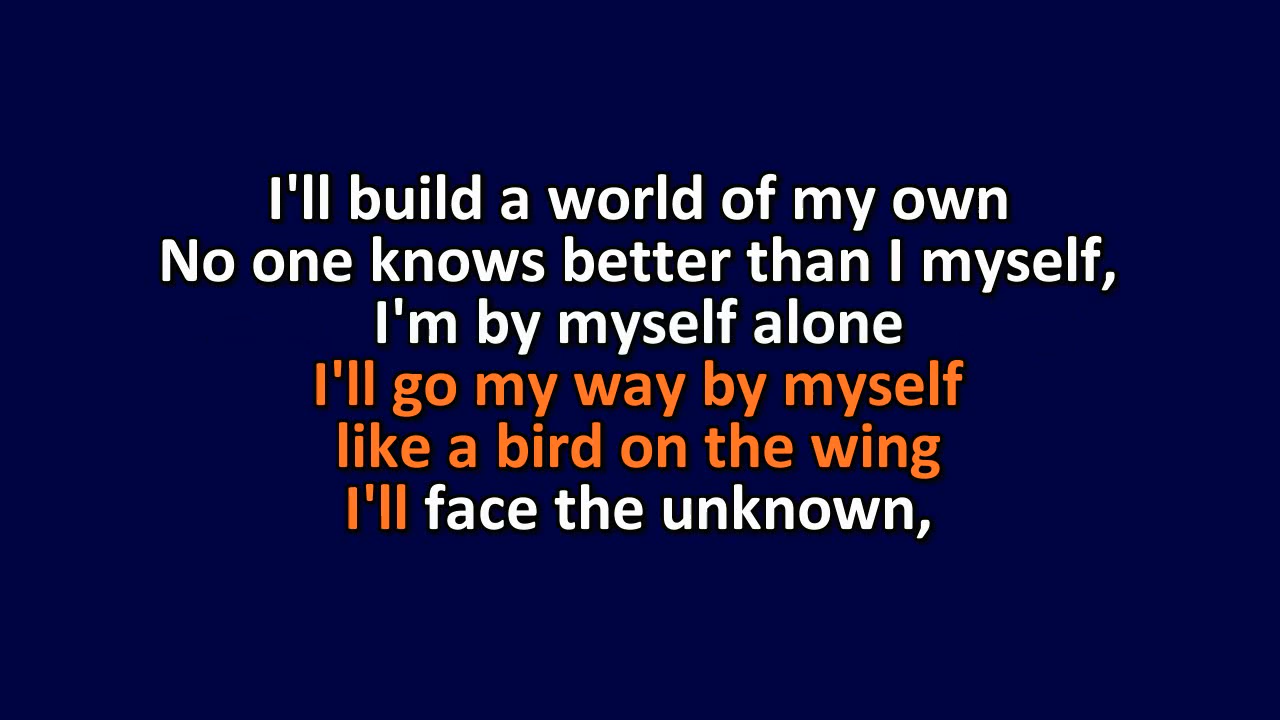 I'll build a world of my own
No one knows better than I myself,
I'm by myself alone
I'll go my way by myself
like a bird on the wing
I'll face the unknown,